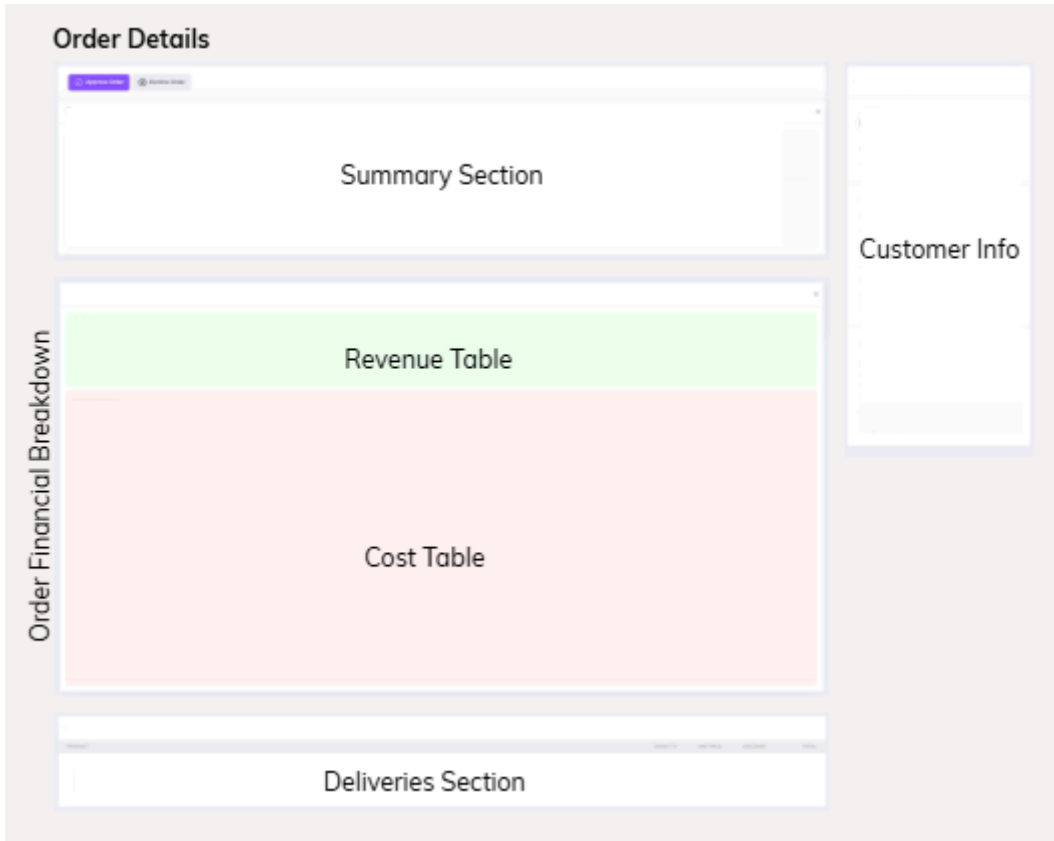 Order Details
Summary Section
Customer Info
Order Financial Breakdown
Revenue Table
Cost Table
Deliveries Section